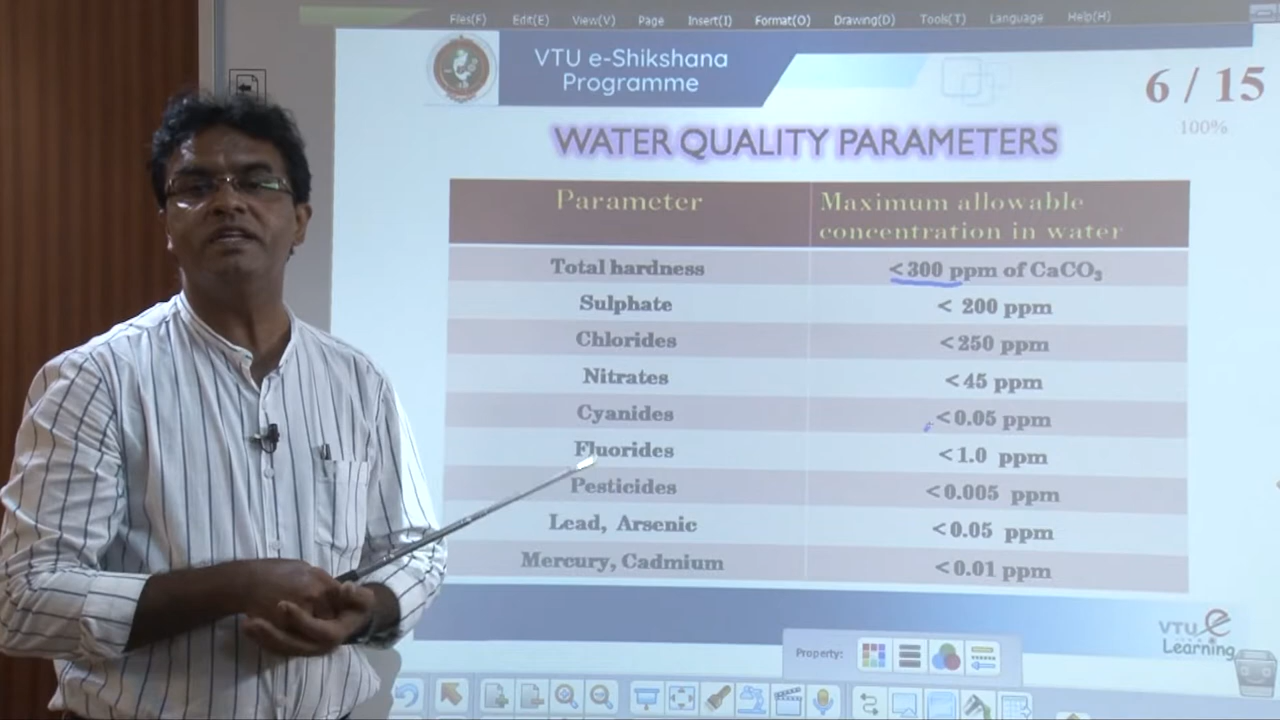 Files(F) Edit(E) View(V) Page Insert(I) Format(O) Drawing(D) Tools(T) Language Help(H)
VTU e-Shikshana
Programme
6 / 15
100%
WATER QUALITY PARAMETERS
Parameter Maximum allowable
concentration in water
Total hardness <300 ppm of CaCO₃
Sulphate < 200 ppm
Chlorides <250 ppm
Nitrates <45 ppm
Cyanides <0.05 ppm
Fluorides <1.0 ppm
Pesticides <0.005 ppm
Lead, Arsenic <0.05 ppm
Mercury, Cadmium <0.01 ppm
VTU e
Learning
Property: